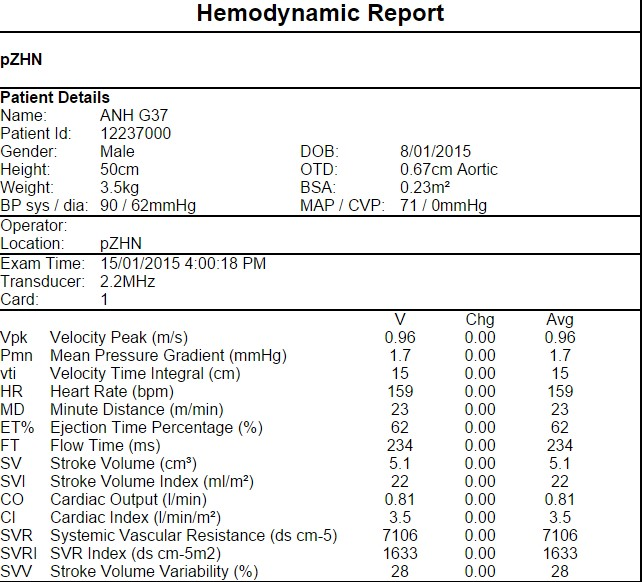 Hemodynamic Report
pZHN
Patient Details
Name: ANH G37
Patient Id: 12237000
Gender: Male DOB: 8/01/2015
Height: 50cm OTD: 0.67cm Aortic
Weight: 3.5kg BSA: 0.23m²
BP sys / dia: 90 / 62mmHg MAP / CVP: 71 / 0mmHg
Operator:
Location: pZHN
Exam Time: 15/01/2015 4:00:18 PM
Transducer: 2.2MHz
Card: 1
V Chg Avg
Vpk Velocity Peak (m/s) 0.96 0.00 0.96
Pmn Mean Pressure Gradient (mmHg) 1.7 0.00 1.7
vti Velocity Time Integral (cm) 15 0.00 15
HR Heart Rate (bpm) 159 0.00 159
MD Minute Distance (m/min) 23 0.00 23
ET% Ejection Time Percentage (%) 62 0.00 62
FT Flow Time (ms) 234 0.00 234
SV Stroke Volume (cm³) 5.1 0.00 5.1
SVI Stroke Volume Index (ml/m²) 22 0.00 22
CO Cardiac Output (l/min) 0.81 0.00 0.81
CI Cardiac Index (l/min/m²) 3.5 0.00 3.5
SVR Systemic Vascular Resistance (ds cm-5) 7106 0.00 7106
SVRI SVR Index (ds cm-5m2) 1633 0.00 1633
SVV Stroke Volume Variability (%) 28 0.00 28